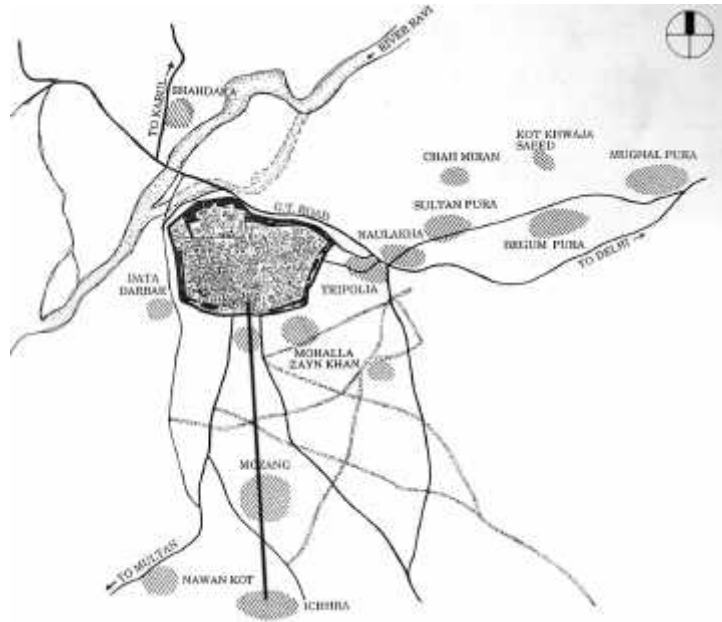 RIVER RAVI
SHAHDARA
TO KABUL
KOT KHWAJA
SAEED
CHAH MIRAN
MUGHAL PURA
G.T. ROAD
SULTAN PURA
NAULAKHA
BEGUM PURA
TO DELHI
DATA
DARBAR
TRIPOLIA
MOHALLA
ZAYN KHAN
MOZANG
TO MULTAN
NAWAN KOT
ICHHRA